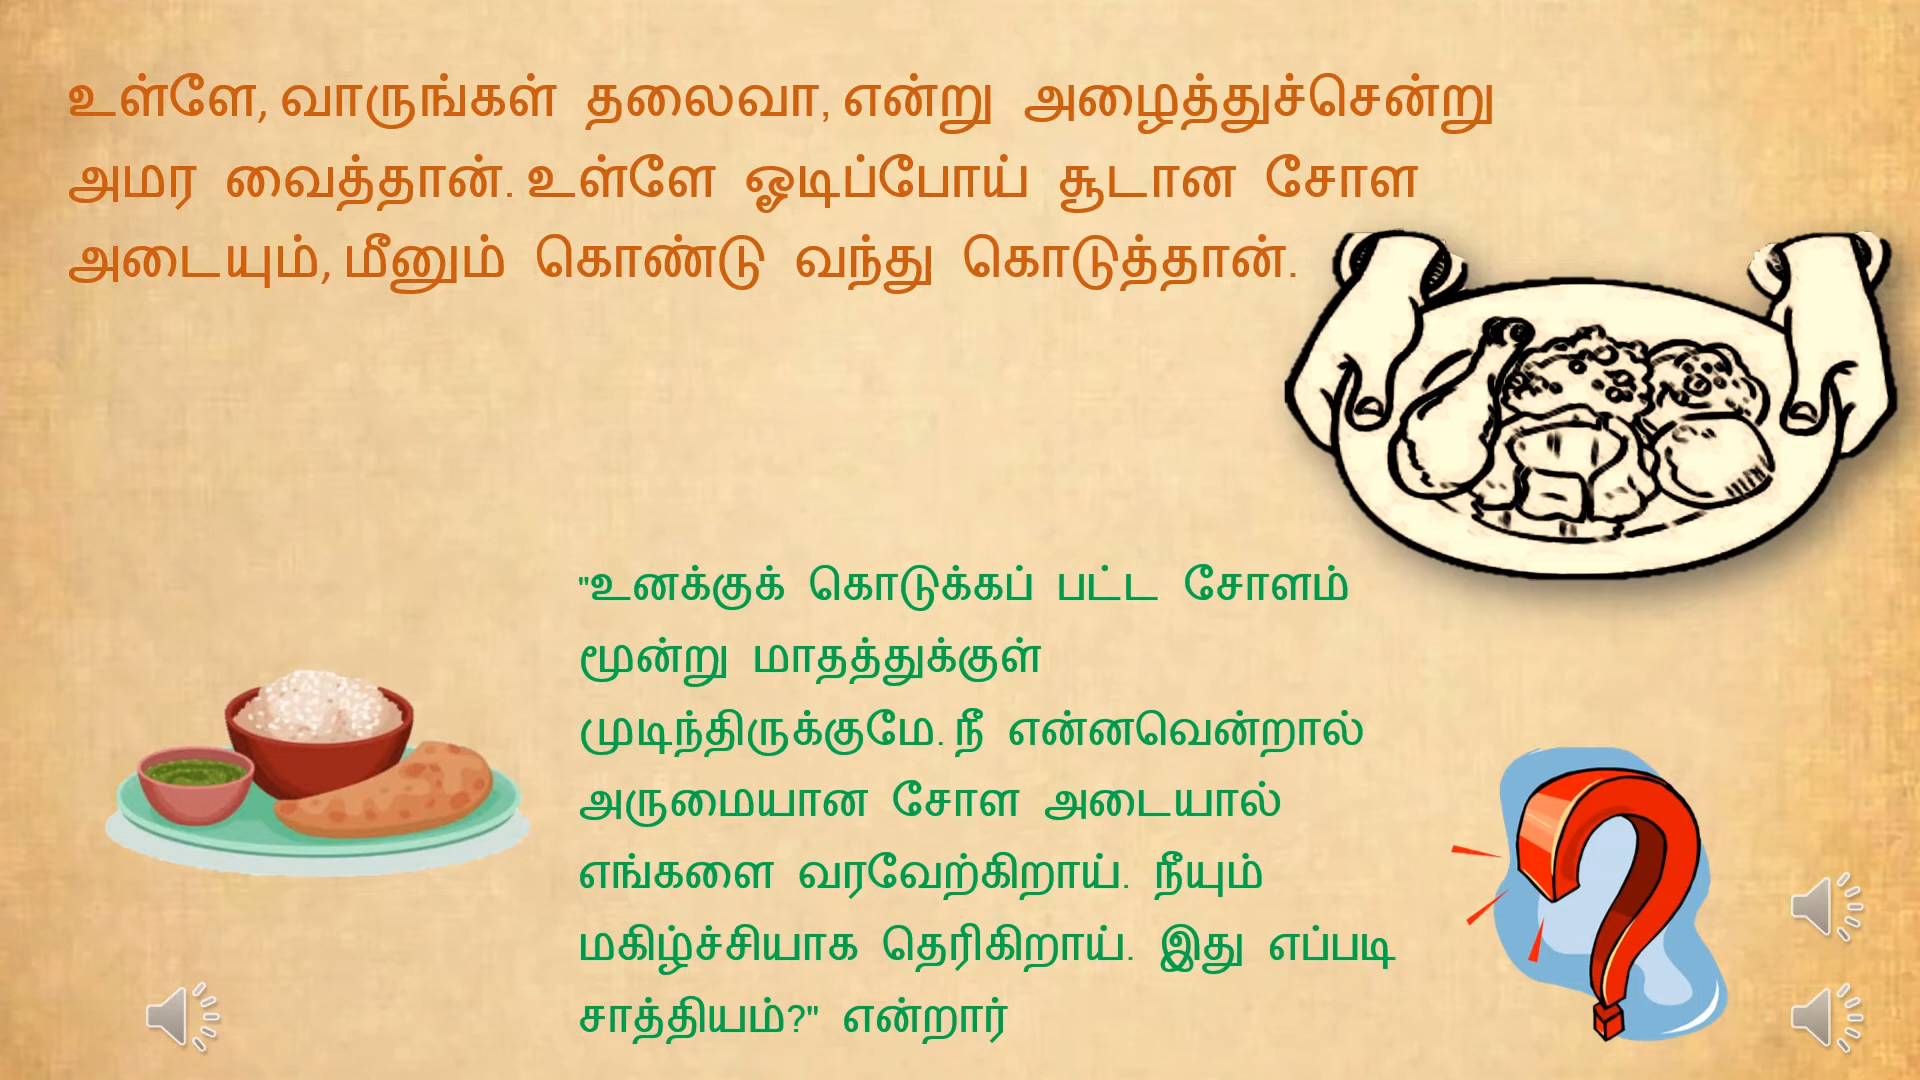 உள்ளே, வாருங்கள் தலைவா, என்று அழைத்துச்சென்று
அமர வைத்தான். உள்ளே ஓடிப்போய் சூடான சோள
அடையும், மீனும் கொண்டு வந்து கொடுத்தான்.
"உனக்குக் கொடுக்கப் பட்ட சோளம்
மூன்று மாதத்துக்குள்
முடிந்திருக்குமே. நீ என்னவென்றால்
அருமையான சோள அடையால்
எங்களை வரவேற்கிறாய். நீயும்
மகிழ்ச்சியாக தெரிகிறாய். இது எப்படி
சாத்தியம்?" என்றார்